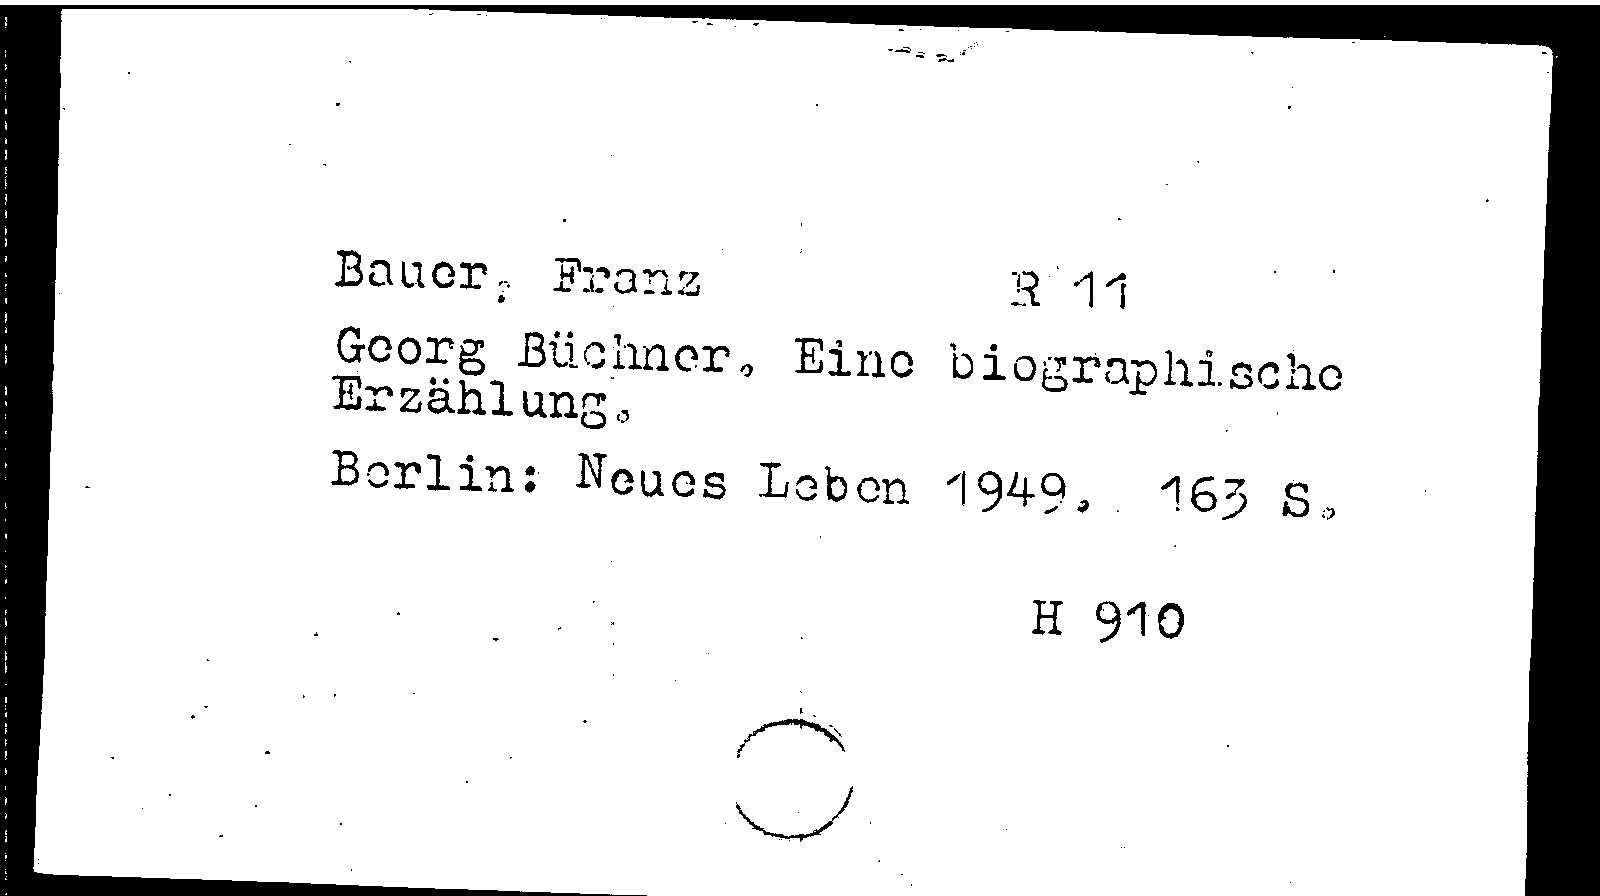 Bauer, Franz R 11
Georg Büchner. Eine biographische
Erzählung.
Berlin: Neues Leben 1949. 163 S.
H 910